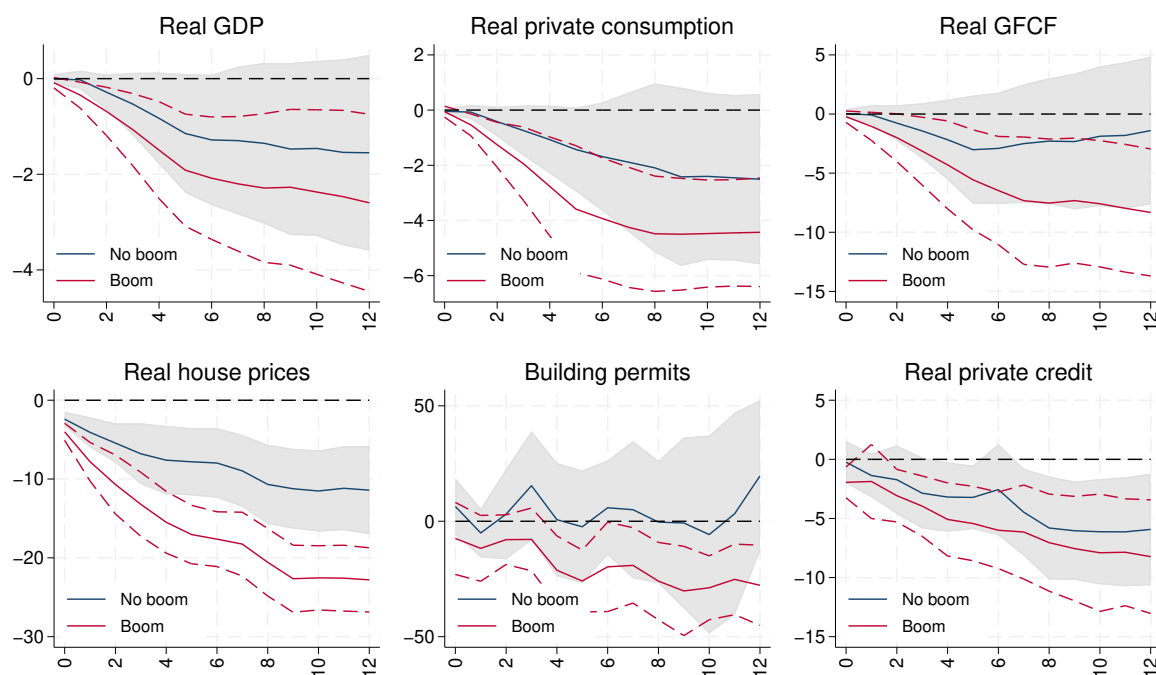 Real GDP
0
−2
−4
No boom
Boom
0 2 4 6 8 10 12
Real private consumption
2
0
−2
−4
−6
No boom
Boom
0 2 4 6 8 10 12
Real GFCF
5
0
−5
−10
−15
No boom
Boom
0 2 4 6 8 10 12
Real house prices
0
−10
−20
−30
No boom
Boom
0 2 4 6 8 10 12
Building permits
50
0
−50
No boom
Boom
0 2 4 6 8 10 12
Real private credit
5
0
−5
−10
−15
No boom
Boom
0 2 4 6 8 10 12